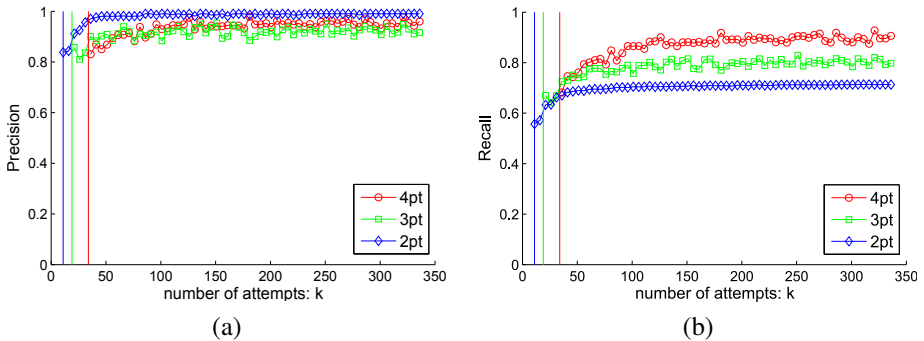 1
0.8
0.6
0.4
0.2
0
Precision
0 50 100 150 200 250 300 350
number of attempts: k
4pt
3pt
2pt
(a)
1
0.8
0.6
0.4
0.2
0
Recall
0 50 100 150 200 250 300 350
number of attempts: k
4pt
3pt
2pt
(b)